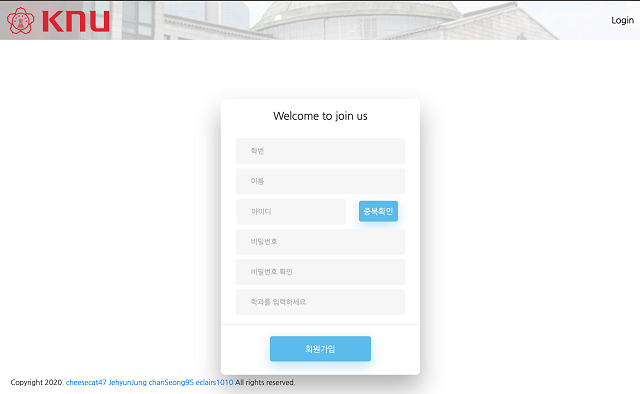 KNU
Login
Welcome to join us
학번
이름
아이디
중복확인
비밀번호
비밀번호 확인
학과를 입력하세요
회원가입
Copyright 2020. cheesecat47 JehyunJung chanSeong95 eclairs1010 All rights reserved.